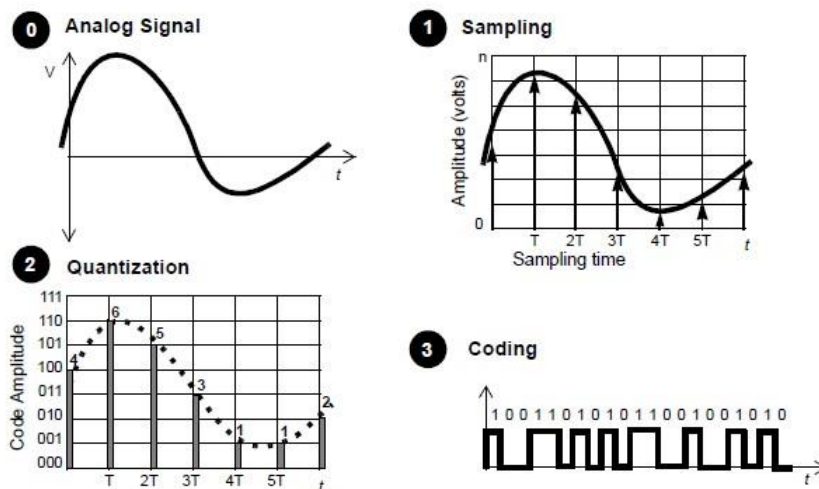 0 Analog Signal
V
t
1 Sampling
n
Amplitude (volts)
0
T 2T 3T 4T 5T t
Sampling time
2 Quantization
111
110
101
100
011
010
001
000
Code Amplitude
4 6 5 3 1 1 2
T 2T 3T 4T 5T t
3 Coding
1 0 0 1 1 0 1 0 1 0 1 1 0 0 1 0 0 1 0 1 0
t